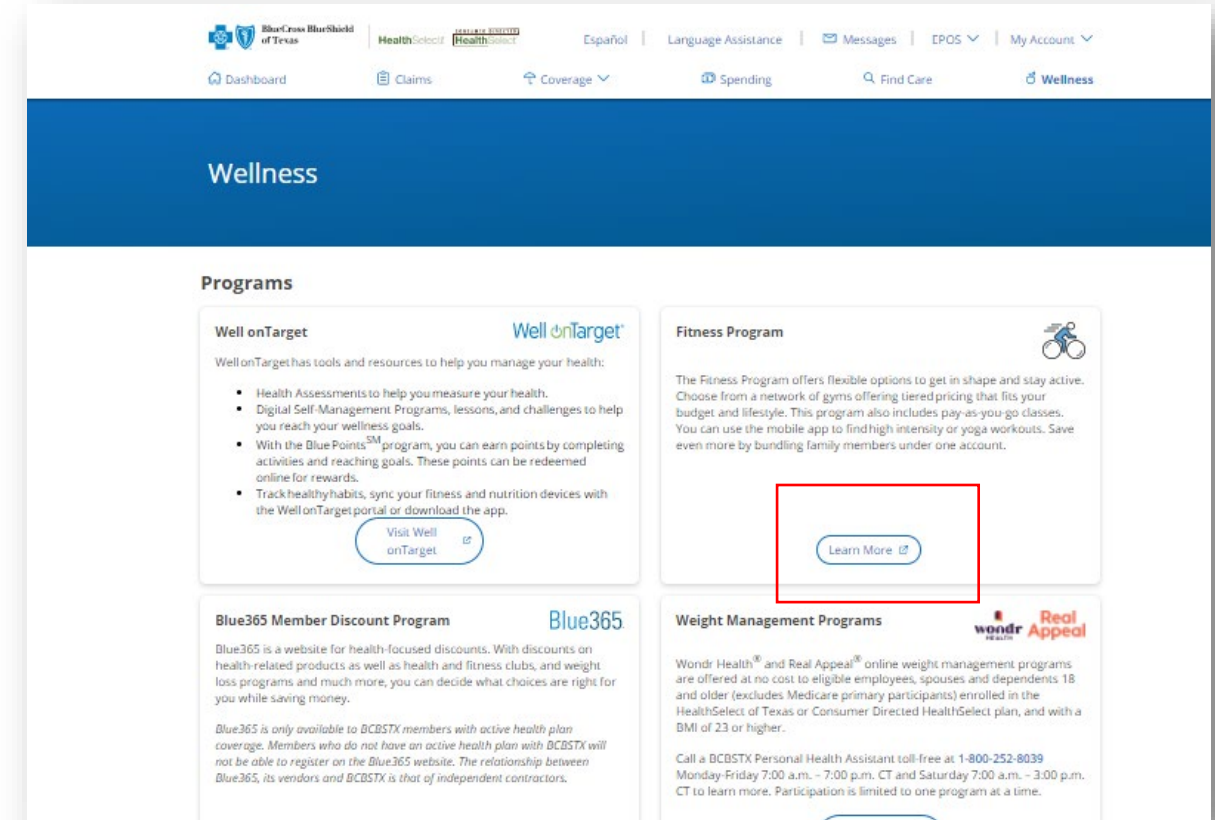 BlueCross BlueShield
of Texas
HealthSelect
HealthSelect
Español
Language Assistance
Messages
EPOS
My Account
Dashboard
Claims
Coverage
Spending
Find Care
Wellness
Wellness
Programs
Well onTarget
Well onTarget
WellonTarget has tools and resources to help you manage your health:
• Health Assessments to help you measure your health.
• Digital Self-Management Programs, lessons, and challenges to help
you reach your wellness goals.
• With the Blue Points SM program, you can earn points by completing
activities and reaching goals. These points can be redeemed
online for rewards.
• Track healthy habits, sync your fitness and nutrition devices with
the WellonTarget portal or download the app.
Visit Well
onTarget
Fitness Program
The Fitness Program offers flexible options to get in shape and stay active.
Choose from a network of gyms offering tiered pricing that fits your
budget and lifestyle. This program also includes pay-as-you-go classes.
You can use the mobile app to find high intensity or yoga workouts. Save
even more by bundling family members under one account.
Learn More
Blue365 Member Discount Program
Blue365
Blue365 is a website for health-focused discounts. With discounts on
health-related products as well as health and fitness clubs, and weight
loss programs and much more, you can decide what choices are right for
you while saving money.
Blue365 is only available to BCBSTX members with active health plan
coverage. Members who do not have an active health plan with BCBSTX will
not be able to register on the Blue365 website. The relationship between
Blue365, its vendors and BCBSTX is that of independent contractors.
Weight Management Programs
wondr
HEALTH
Real
Appeal
Wondr Health® and Real Appeal® online weight management programs
are offered at no cost to eligible employees, spouses and dependents 18
and older (excludes Medicare primary participants) enrolled in the
HealthSelect of Texas or Consumer Directed HealthSelect plan, and with a
BMI of 23 or higher.
Call a BCBSTX Personal Health Assistant toll-free at 1-800-252-8039
Monday-Friday 7:00 a.m. – 7:00 p.m. CT and Saturday 7:00 a.m. – 3:00 p.m.
CT to learn more. Participation is limited to one program at a time.